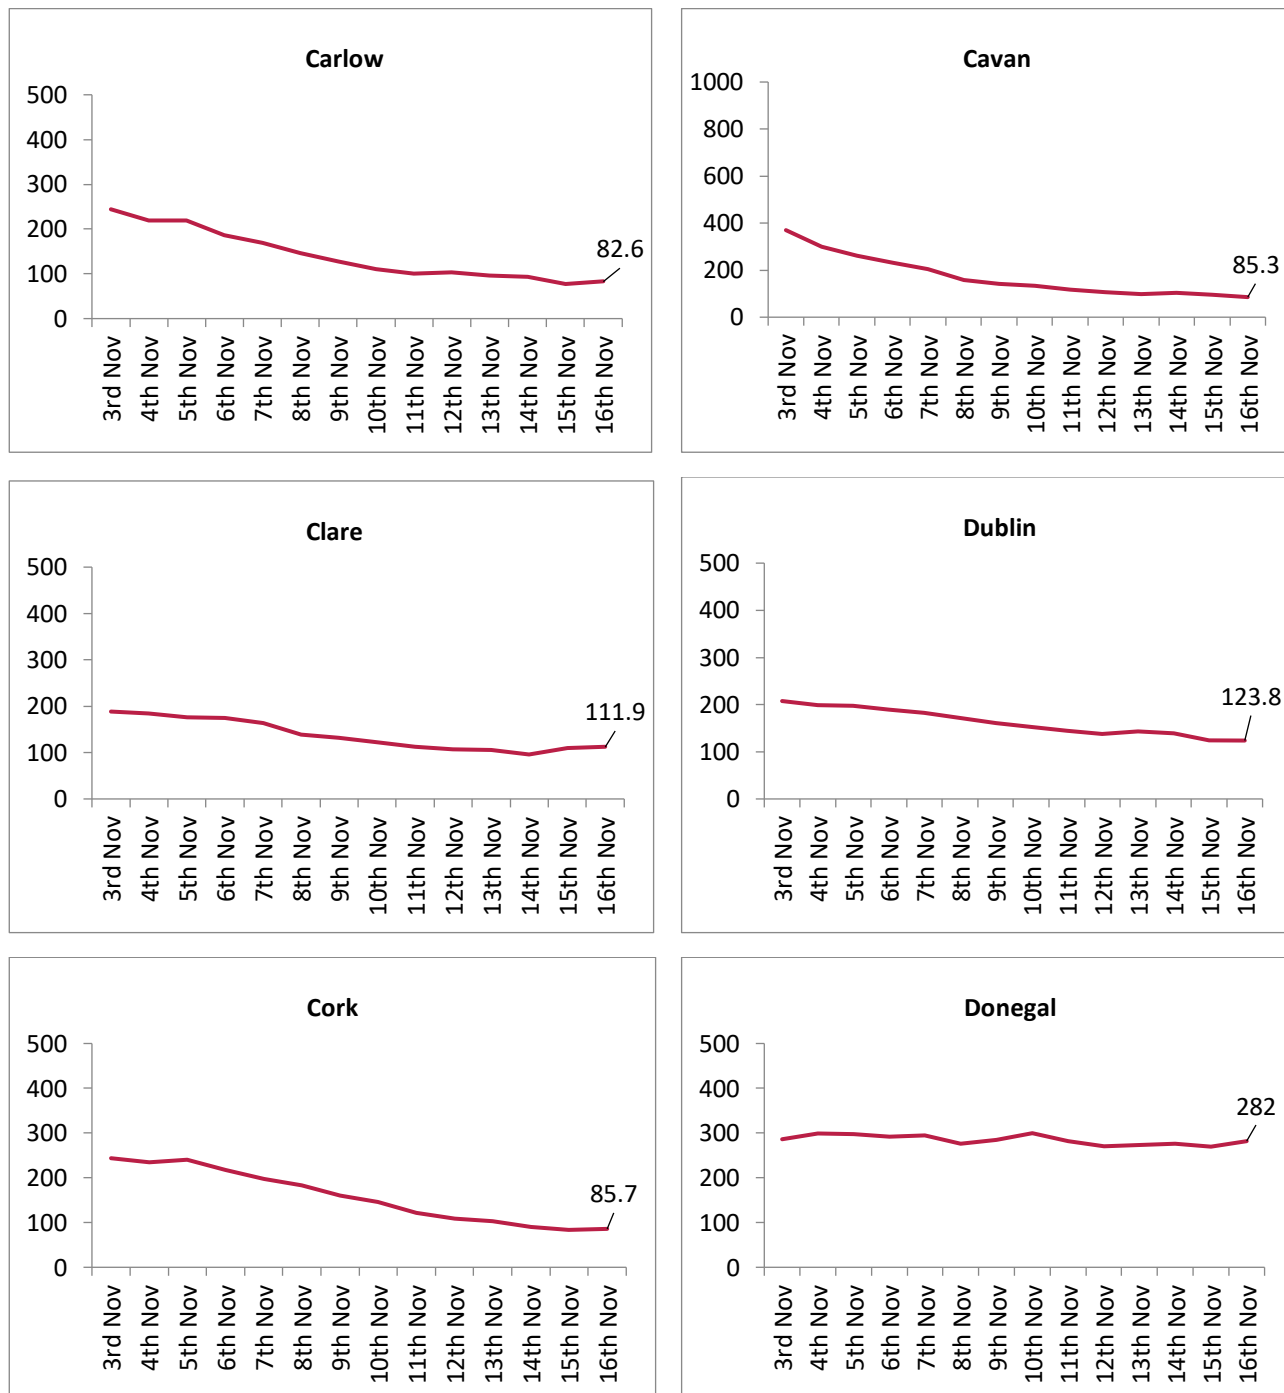 Carlow
500
400
300
200
100
0
82.6
3rd Nov
4th Nov
5th Nov
6th Nov
7th Nov
8th Nov
9th Nov
10th Nov
11th Nov
12th Nov
13th Nov
14th Nov
15th Nov
16th Nov
Cavan
1000
800
600
400
200
0
85.3
3rd Nov
4th Nov
5th Nov
6th Nov
7th Nov
8th Nov
9th Nov
10th Nov
11th Nov
12th Nov
13th Nov
14th Nov
15th Nov
16th Nov
Clare
500
400
300
200
100
0
111.9
3rd Nov
4th Nov
5th Nov
6th Nov
7th Nov
8th Nov
9th Nov
10th Nov
11th Nov
12th Nov
13th Nov
14th Nov
15th Nov
16th Nov
Dublin
500
400
300
200
100
0
123.8
3rd Nov
4th Nov
5th Nov
6th Nov
7th Nov
8th Nov
9th Nov
10th Nov
11th Nov
12th Nov
13th Nov
14th Nov
15th Nov
16th Nov
Cork
500
400
300
200
100
0
85.7
3rd Nov
4th Nov
5th Nov
6th Nov
7th Nov
8th Nov
9th Nov
10th Nov
11th Nov
12th Nov
13th Nov
14th Nov
15th Nov
16th Nov
Donegal
500
400
300
200
100
0
282
3rd Nov
4th Nov
5th Nov
6th Nov
7th Nov
8th Nov
9th Nov
10th Nov
11th Nov
12th Nov
13th Nov
14th Nov
15th Nov
16th Nov